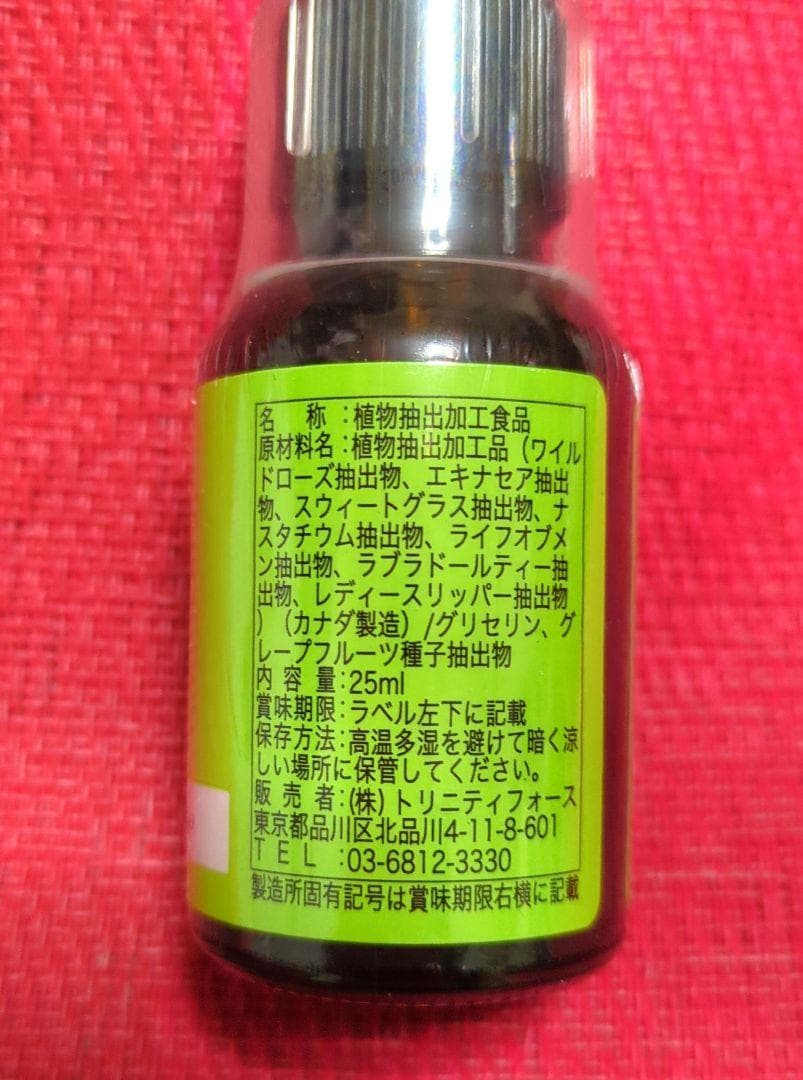 名 称:植物抽出加工食品
原材料名:植物抽出加工品(ワイル
ドローズ抽出物、エキナセア抽出
物、スウィートグラス抽出物、ナ
スタチウム抽出物、ライフオブメ
ン抽出物、ラブラドールティー抽
出物、レディースリッパー抽出物
)(カナダ製造)/グリセリン、グ
レープフルーツ種子抽出物
内 容 量:25ml
賞味期限:ラベル左下に記載
保存方法:高温多湿を避けて暗く涼
しい場所に保管してください。
販 売 者:(株)トリニティフォース
東京都品川区北品川4-11-8-601
TEL:03-6812-3330
製造所固有記号は賞味期限右横に記載